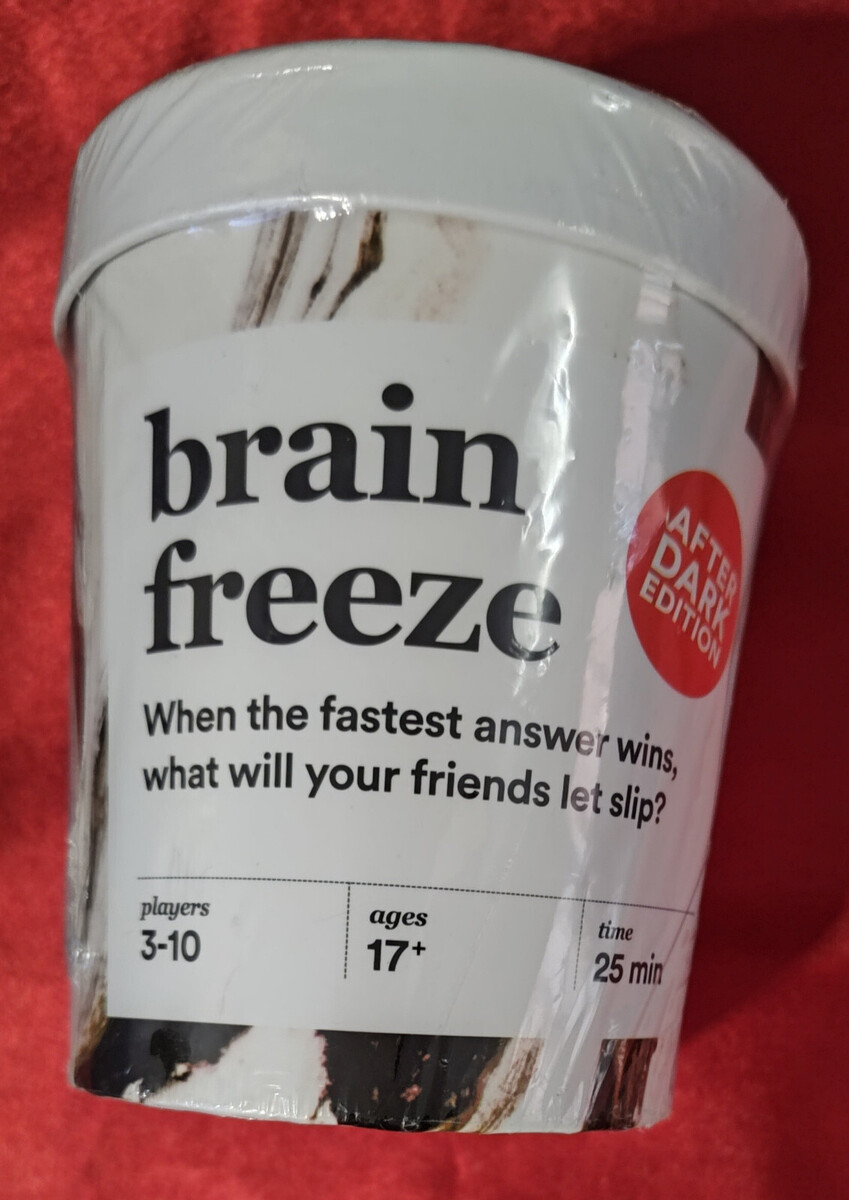 brain
freeze
AFTER
DARK
EDITION
When the fastest answer wins,
what will your friends let slip?
players
3-10
ages
17+
time
25 min